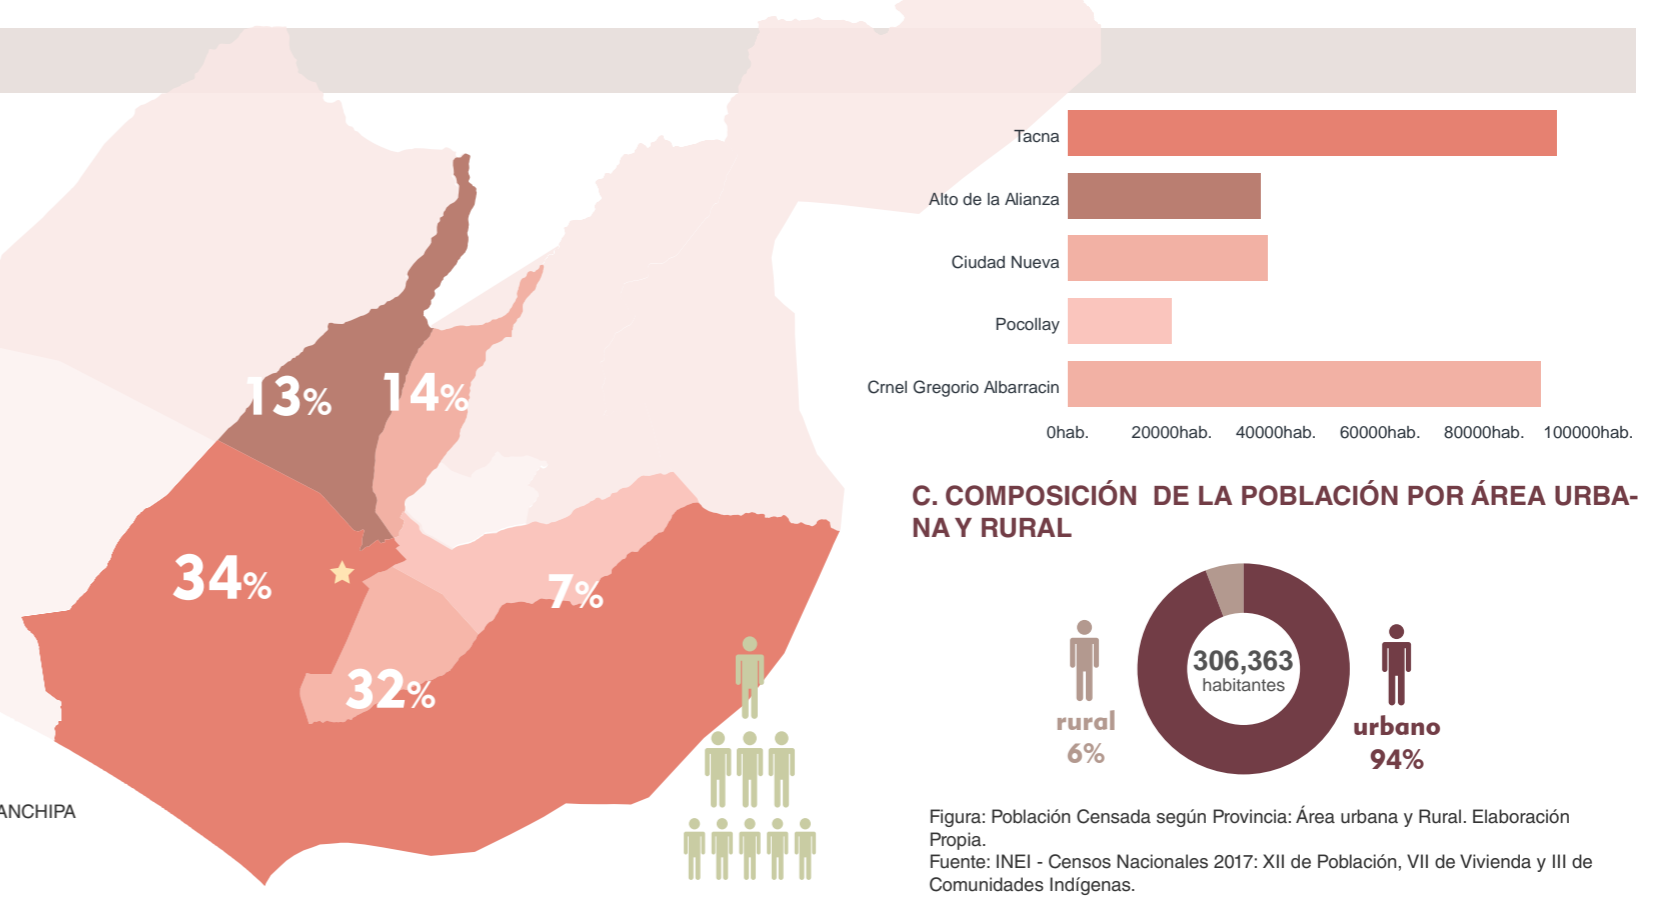 Tacna
Alto de la Alianza
Ciudad Nueva
Pocollay
Crnel Gregorio Albarracin
0hab. 20000hab. 40000hab. 60000hab. 80000hab. 100000hab.
13% 14%
34%
7%
32%
ANCHIPA
C. COMPOSICIÓN DE LA POBLACIÓN POR ÁREA URBA-
NA Y RURAL
306,363
habitantes
rural
6%
urbano
94%
Figura: Población Censada según Provincia: Área urbana y Rural. Elaboración
Propia.
Fuente: INEI - Censos Nacionales 2017: XII de Población, VII de Vivienda y III de
Comunidades Indígenas.